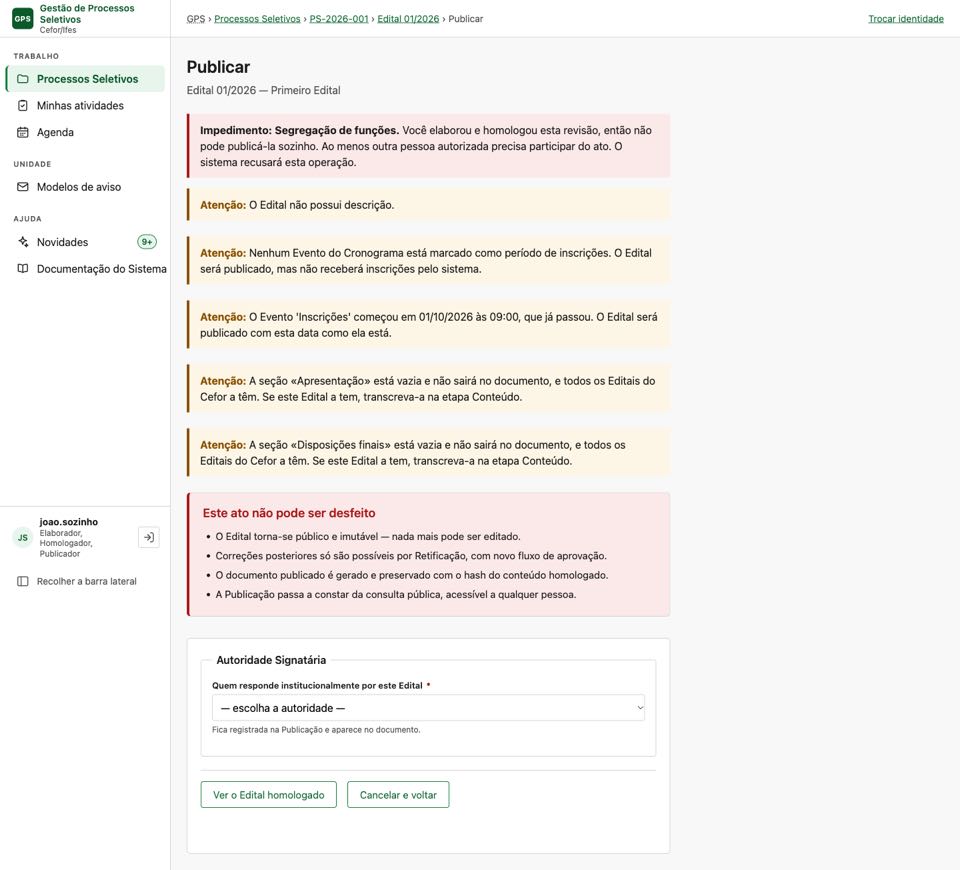 GPS
Gestão de Processos
Seletivos
Cefor/Ifes
GPS › Processos Seletivos › PS-2026-001 › Edital 01/2026 › Publicar
Trocar identidade
TRABALHO
Processos Seletivos
Minhas atividades
Agenda
UNIDADE
Modelos de aviso
AJUDA
Novidades
9+
Documentação do Sistema
JS
joao.sozinho
Elaborador,
Homologador,
Publicador
Recolher a barra lateral
Publicar
Edital 01/2026 — Primeiro Edital
Impedimento: Segregação de funções. Você elaborou e homologou esta revisão, então não
pode publicá-la sozinho. Ao menos outra pessoa autorizada precisa participar do ato. O
sistema recusará esta operação.
Atenção: O Edital não possui descrição.
Atenção: Nenhum Evento do Cronograma está marcado como período de inscrições. O Edital
será publicado, mas não receberá inscrições pelo sistema.
Atenção: O Evento 'Inscrições' começou em 01/10/2026 às 09:00, que já passou. O Edital será
publicado com esta data como ela está.
Atenção: A seção «Apresentação» está vazia e não sairá no documento, e todos os Editais do
Cefor a têm. Se este Edital a tem, transcreva-a na etapa Conteúdo.
Atenção: A seção «Disposições finais» está vazia e não sairá no documento, e todos os
Editais do Cefor a têm. Se este Edital a tem, transcreva-a na etapa Conteúdo.
Este ato não pode ser desfeito
• O Edital torna-se público e imutável — nada mais pode ser editado.
• Correções posteriores só são possíveis por Retificação, com novo fluxo de aprovação.
• O documento publicado é gerado e preservado com o hash do conteúdo homologado.
• A Publicação passa a constar da consulta pública, acessível a qualquer pessoa.
Autoridade Signatária
Quem responde institucionalmente por este Edital *
— escolha a autoridade —
Fica registrada na Publicação e aparece no documento.
Ver o Edital homologado
Cancelar e voltar